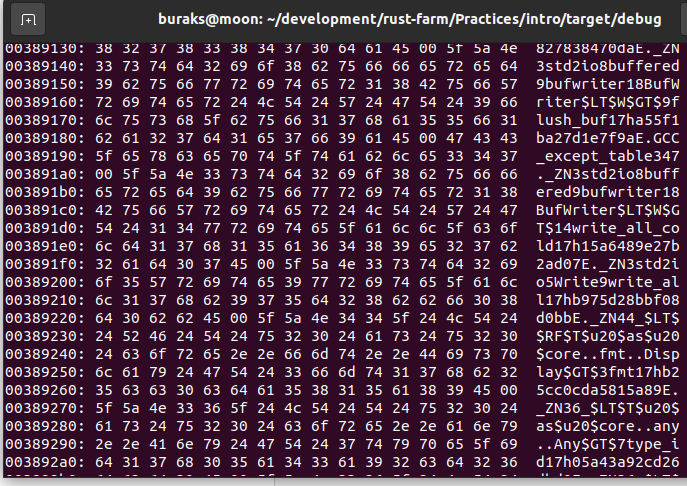 buraks@moon: ~/development/rust-farm/Practices/intro/target/debug
00389130: 38 32 37 38 33 38 34 37 30 64 61 45 00 5f 5a 4e 827838470daE._ZN
00389140: 33 73 74 64 32 69 6f 38 62 75 66 66 65 72 65 64 3std2io8buffered
00389150: 39 62 75 66 77 72 69 74 65 72 31 38 42 75 66 57 9bufwriter18BufW
00389160: 72 69 74 65 72 24 4c 54 24 57 24 47 54 24 39 66 riter$LT$W$GT$9f
00389170: 6c 75 73 68 5f 62 75 66 31 37 68 61 35 35 66 31 lush_buf17ha55f1
00389180: 62 61 32 37 64 31 65 37 66 39 61 45 00 47 43 43 ba27d1e7f9aE.GCC
00389190: 5f 65 78 63 65 70 74 5f 74 61 62 6c 65 33 34 37 _except_table347
003891a0: 00 5f 5a 4e 33 73 74 64 32 69 6f 38 62 75 66 66 ._ZN3std2io8buff
003891b0: 65 72 65 64 39 62 75 66 77 72 69 74 65 72 31 38 ered9bufwriter18
003891c0: 42 75 66 57 72 69 74 65 72 24 4c 54 24 57 24 47 BufWriter$LT$W$G
003891d0: 54 24 31 34 77 72 69 74 65 5f 61 6c 6c 5f 63 6f T$14write_all_co
003891e0: 6c 64 31 37 68 31 35 61 36 34 38 39 65 32 37 62 ld17h15a6489e27b
003891f0: 32 61 64 30 37 45 00 5f 5a 4e 33 73 74 64 32 69 2ad07E._ZN3std2i
00389200: 6f 35 57 72 69 74 65 39 77 72 69 74 65 5f 61 6c o5Write9write_al
00389210: 6c 31 37 68 62 39 37 35 64 32 38 62 62 66 30 38 l17hb975d28bbf08
00389220: 64 30 62 62 45 00 5f 5a 4e 34 34 5f 24 4c 54 24 d0bbE._ZN44_$LT$
00389230: 24 52 46 24 54 24 75 32 30 24 61 73 24 75 32 30 $RF$T$u20$as$u20
00389240: 24 63 6f 72 65 2e 2e 66 6d 74 2e 2e 44 69 73 70 $core..fmt..Disp
00389250: 6c 61 79 24 47 54 24 33 66 6d 74 31 37 68 62 32 lay$GT$3fmt17hb2
00389260: 35 63 63 30 63 64 61 35 38 31 35 61 38 39 45 00 5cc0cda5815a89E.
00389270: 5f 5a 4e 33 36 5f 24 4c 54 24 54 24 75 32 30 24 _ZN36_$LT$T$u20$
00389280: 61 73 24 75 32 30 24 63 6f 72 65 2e 2e 61 6e 79 as$u20$core..any
00389290: 2e 2e 41 6e 79 24 47 54 24 37 74 79 70 65 5f 69 ..Any$GT$7type_i
003892a0: 64 31 37 68 30 35 61 34 33 61 39 32 63 64 32 36 d17h05a43a92cd26